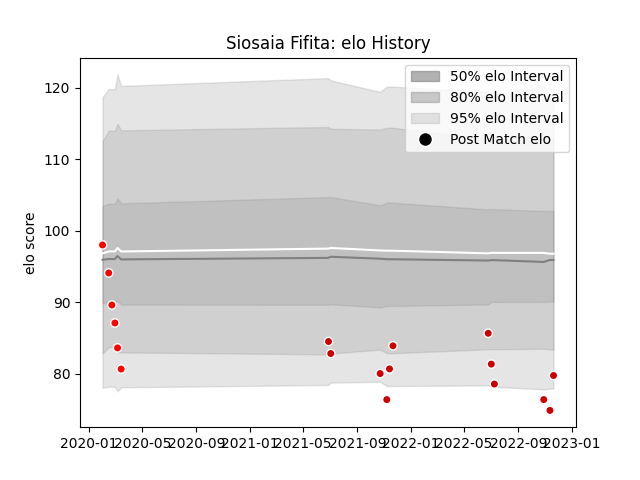 Siosaia Fifita: elo History
50% elo Interval
80% elo Interval
95% elo Interval
Post Match elo
elo score
120
110
100
90
80
2020-01 2020-05 2020-09 2021-01 2021-05 2021-09 2022-01 2022-05 2022-09 2023-01